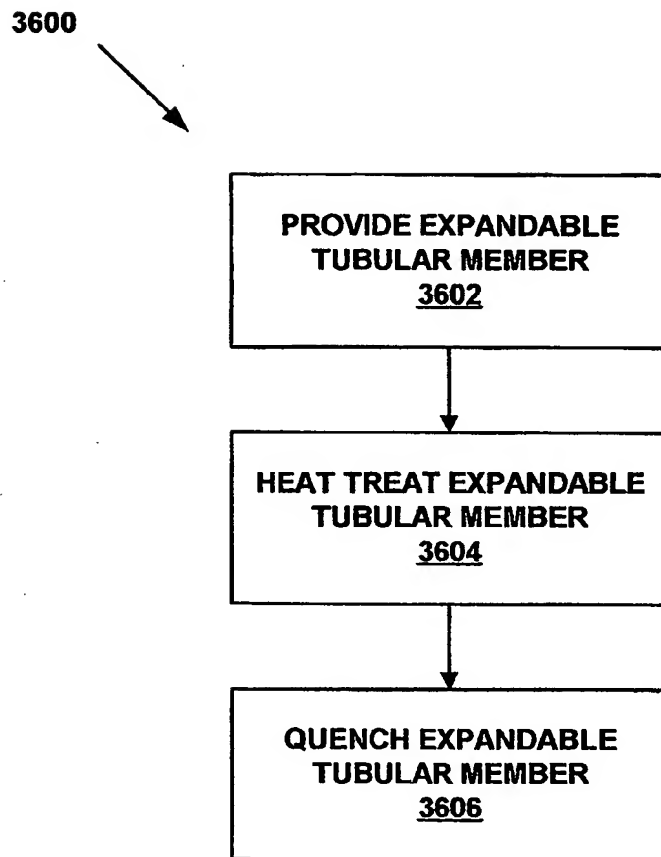 3600
PROVIDE EXPANDABLE
TUBULAR MEMBER
3602
HEAT TREAT EXPANDABLE
TUBULAR MEMBER
3604
QUENCH EXPANDABLE
TUBULAR MEMBER
3606